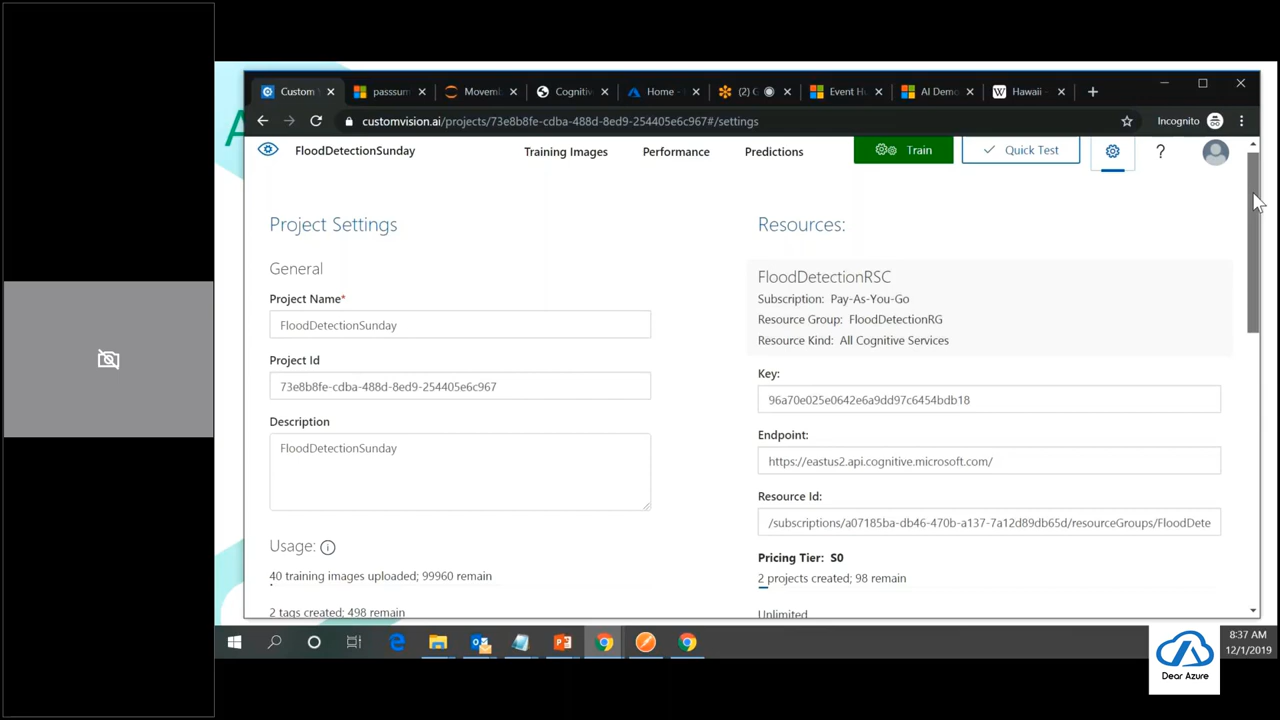 Custom V
passsum
Movemb
Cognitiv
Home -
(2) G
Event H
AI Demo
Hawaii -
customvision.ai/projects/73e8b8fe-cdba-488d-8ed9-254405e6c967#/settings
Incognito
FloodDetectionSunday
Training Images
Performance
Predictions
Train
Quick Test
?
Project Settings
General
Project Name*
FloodDetectionSunday
Project Id
73e8b8fe-cdba-488d-8ed9-254405e6c967
Description
FloodDetectionSunday
Usage:
40 training images uploaded; 99960 remain
2 tags created; 498 remain
Resources:
FloodDetectionRSC
Subscription: Pay-As-You-Go
Resource Group: FloodDetectionRG
Resource Kind: All Cognitive Services
Key:
96a70e025e0642e6a9dd97c6454bdb18
Endpoint:
https://eastus2.api.cognitive.microsoft.com/
Resource Id:
/subscriptions/a07185ba-db46-470b-a137-7a12d89db65d/resourceGroups/FloodDete
Pricing Tier: S0
2 projects created; 98 remain
Unlimited
8:37 AM
12/1/2019
Dear Azure